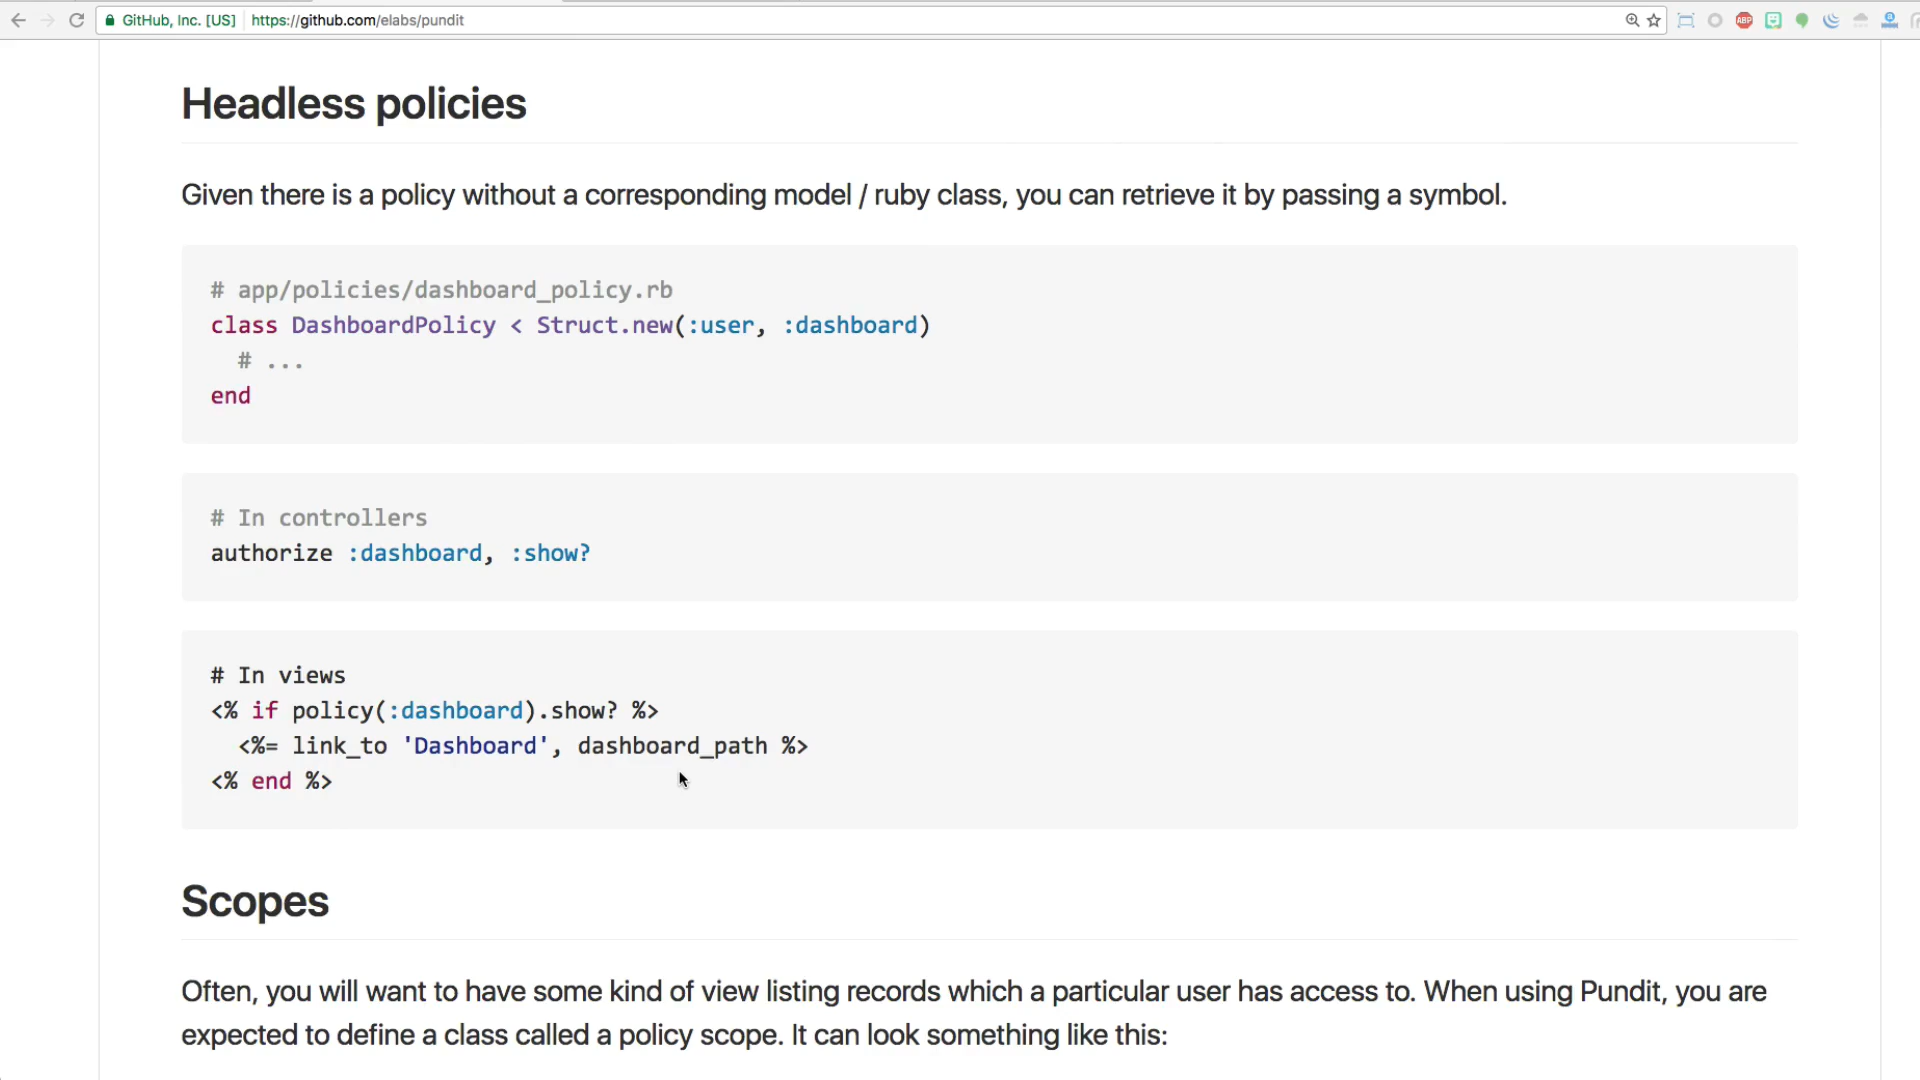 GitHub, Inc. [US]
https://github.com/elabs/pundit
ABP
Headless policies
Given there is a policy without a corresponding model / ruby class, you can retrieve it by passing a symbol.
# app/policies/dashboard_policy.rb
class DashboardPolicy < Struct.new(:user, :dashboard)
  # ...
end
# In controllers
authorize :dashboard, :show?
# In views
<% if policy(:dashboard).show? %>
  <%= link_to 'Dashboard', dashboard_path %>
<% end %>
Scopes
Often, you will want to have some kind of view listing records which a particular user has access to. When using Pundit, you are
expected to define a class called a policy scope. It can look something like this: